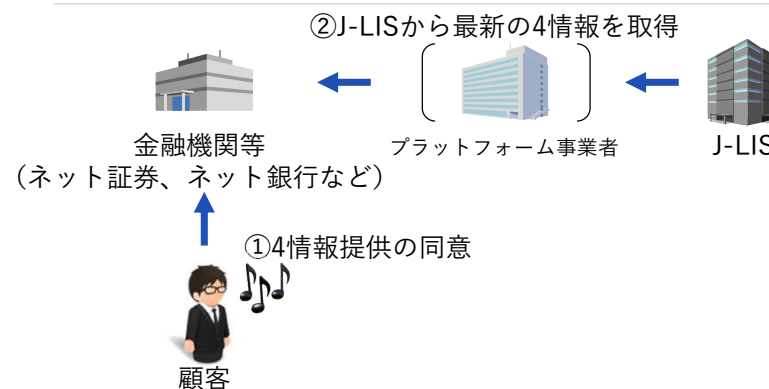 ②J-LISから最新の4情報を取得
金融機関等
(ネット証券、ネット銀行など)
プラットフォーム事業者
J-LIS
①4情報提供の同意
顧客